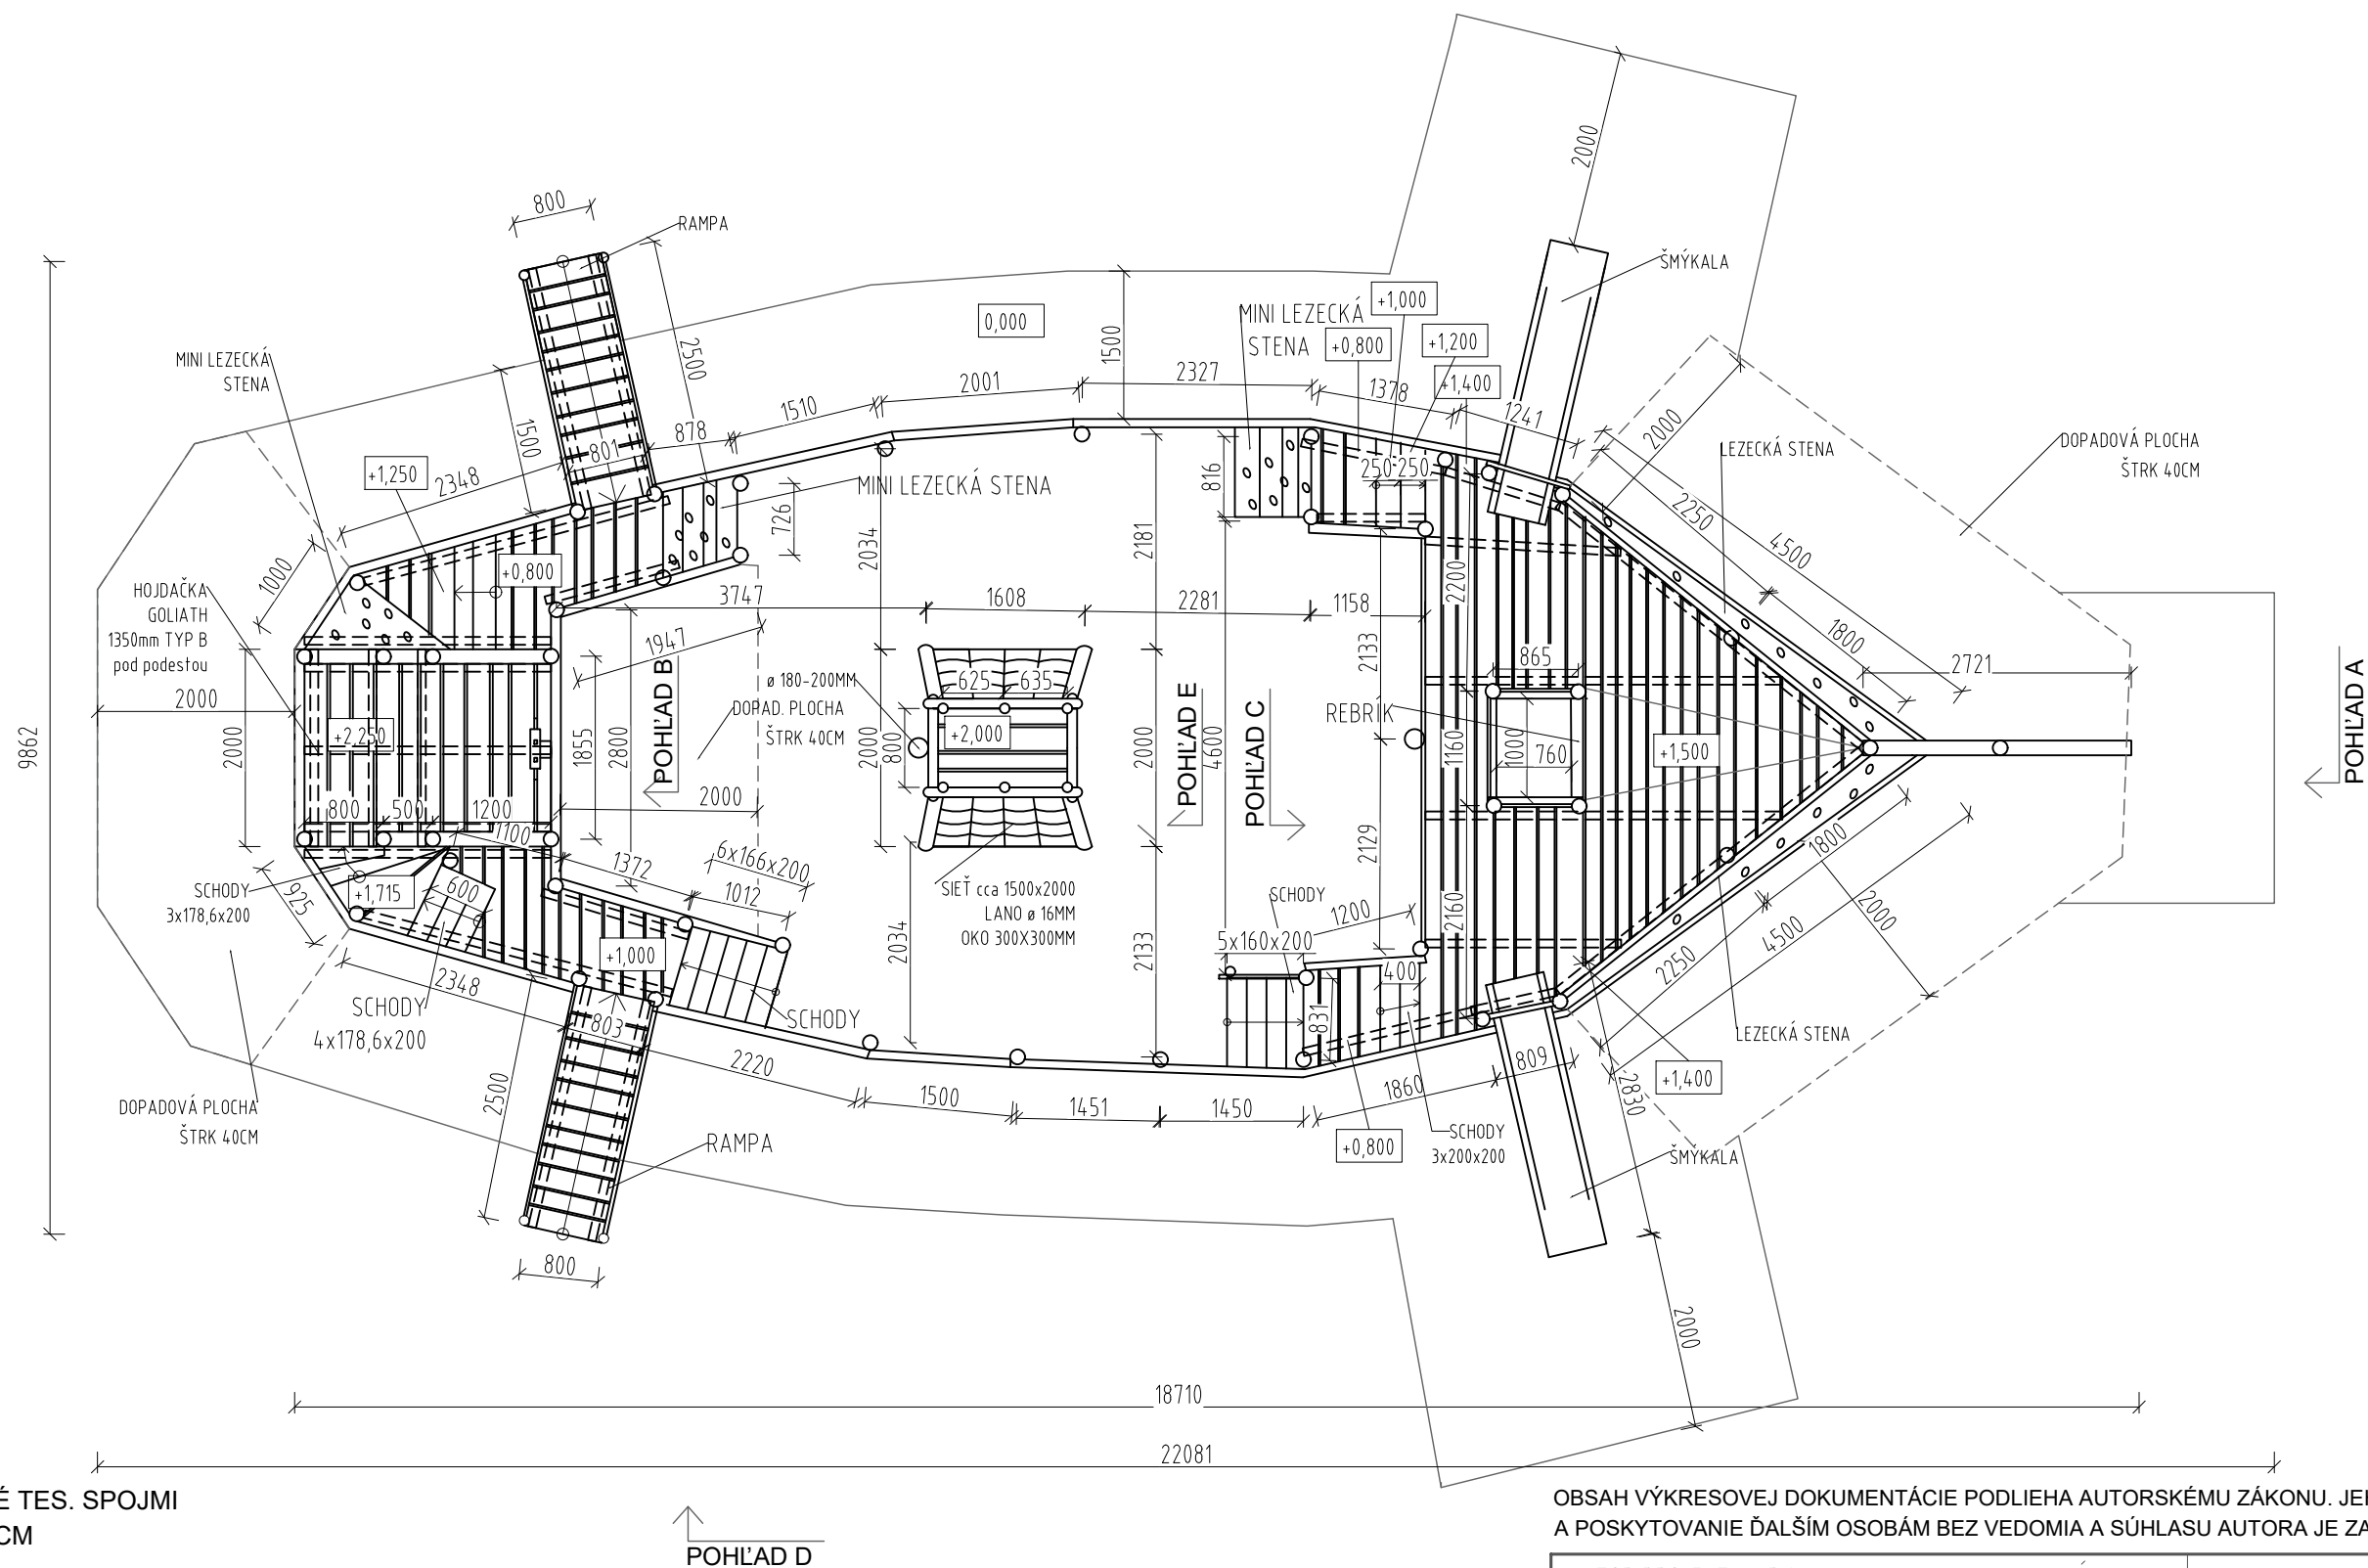 2000
800
RAMPA
ŠMÝKALA
+1,000
0,000
MINI LEZECKÁ
STENA
+0,800
+1,200
+1,400
1500
2500
MINI LEZECKÁ
STENA
2327
2001
1378
1241
1510
878
2000
LEZECKÁ STENA
DOPADOVÁ PLOCHA
ŠTRK 40CM
1500
801
+1,250
2348
250
250
816
2250
4500
MINI LEZECKÁ STENA
726
2034
2181
1000
+0,800
HOJDAČKA
GOLIATH
1350mm TYP B
pod podestou
3747
1608
2281
1158
2200
2133
1947
1800
2721
865
625
635
ø 180-200MM
POHĽAD B
POHĽAD E
POHĽAD C
POHĽAD A
DOPAD. PLOCHA
ŠTRK 40CM
REBRÍK
2000
9862
2000
+2,250
1855
2800
2000
800
+2,000
2000
4600
1160
1000
760
+1,500
2000
800
500
1200
1100
1372
6x166x200
1012
2129
1800
SCHODY
3x178,6x200
925
+1,715
600
SIEŤ cca 1500x2000
LANO ø 16MM
OKO 300X300MM
SCHODY
1200
5x160x200
2160
400
2000
4500
2250
+1,000
2034
2133
2348
SCHODY
4x178,6x200
SCHODY
803
831
LEZECKÁ STENA
2220
809
1860
+1,400
2830
2500
1500
1451
1450
+0,800
SCHODY
3x200x200
DOPADOVÁ PLOCHA
ŠTRK 40CM
RAMPA
ŠMÝKALA
800
2000
18710
22081
É TES. SPOJMI
CM
POHĽAD D
OBSAH VÝKRESOVEJ DOKUMENTÁCIE PODLIEHA AUTORSKÉMU ZÁKONU.
A POSKYTOVANIE ĎALŠÍM OSOBÁM BEZ VEDOMIA A SÚHLASU AUTORA JE